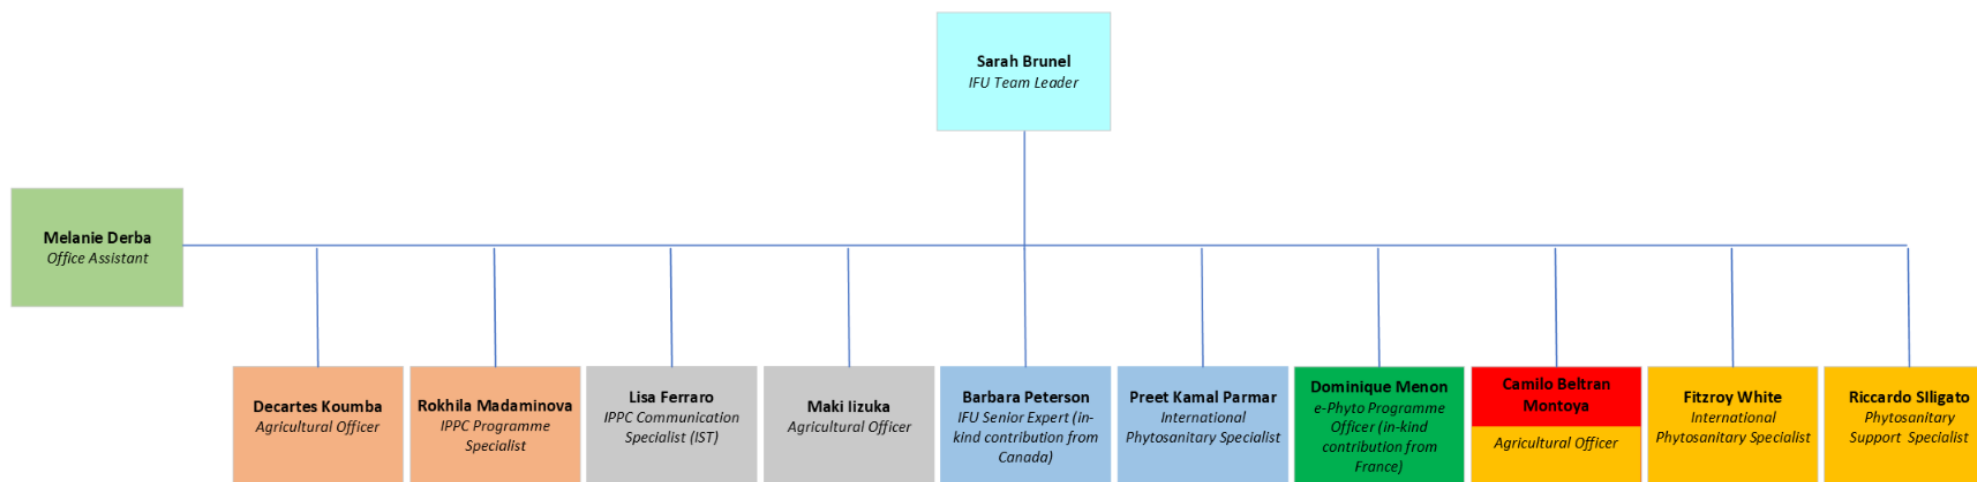 Sarah Brunel
IFU Team Leader
Melanie Derba
Office Assistant
Decartes Koumba
Agricultural Officer
Rokhila Madaminova
IPPC Programme
Specialist
Lisa Ferraro
IPPC Communication
Specialist (IST)
Maki Iizuka
Agricultural Officer
Barbara Peterson
IFU Senior Expert (in-
kind contribution from
Canada)
Preet Kamal Parmar
International
Phytosanitary Specialist
Dominique Menon
e-Phyto Programme
Officer (in-kind
contribution from
France)
Camilo Beltran
Montoya
Agricultural Officer
Fitzroy White
International
Phytosanitary Specialist
Riccardo SIligato
Phytosanitary
Support Specialist